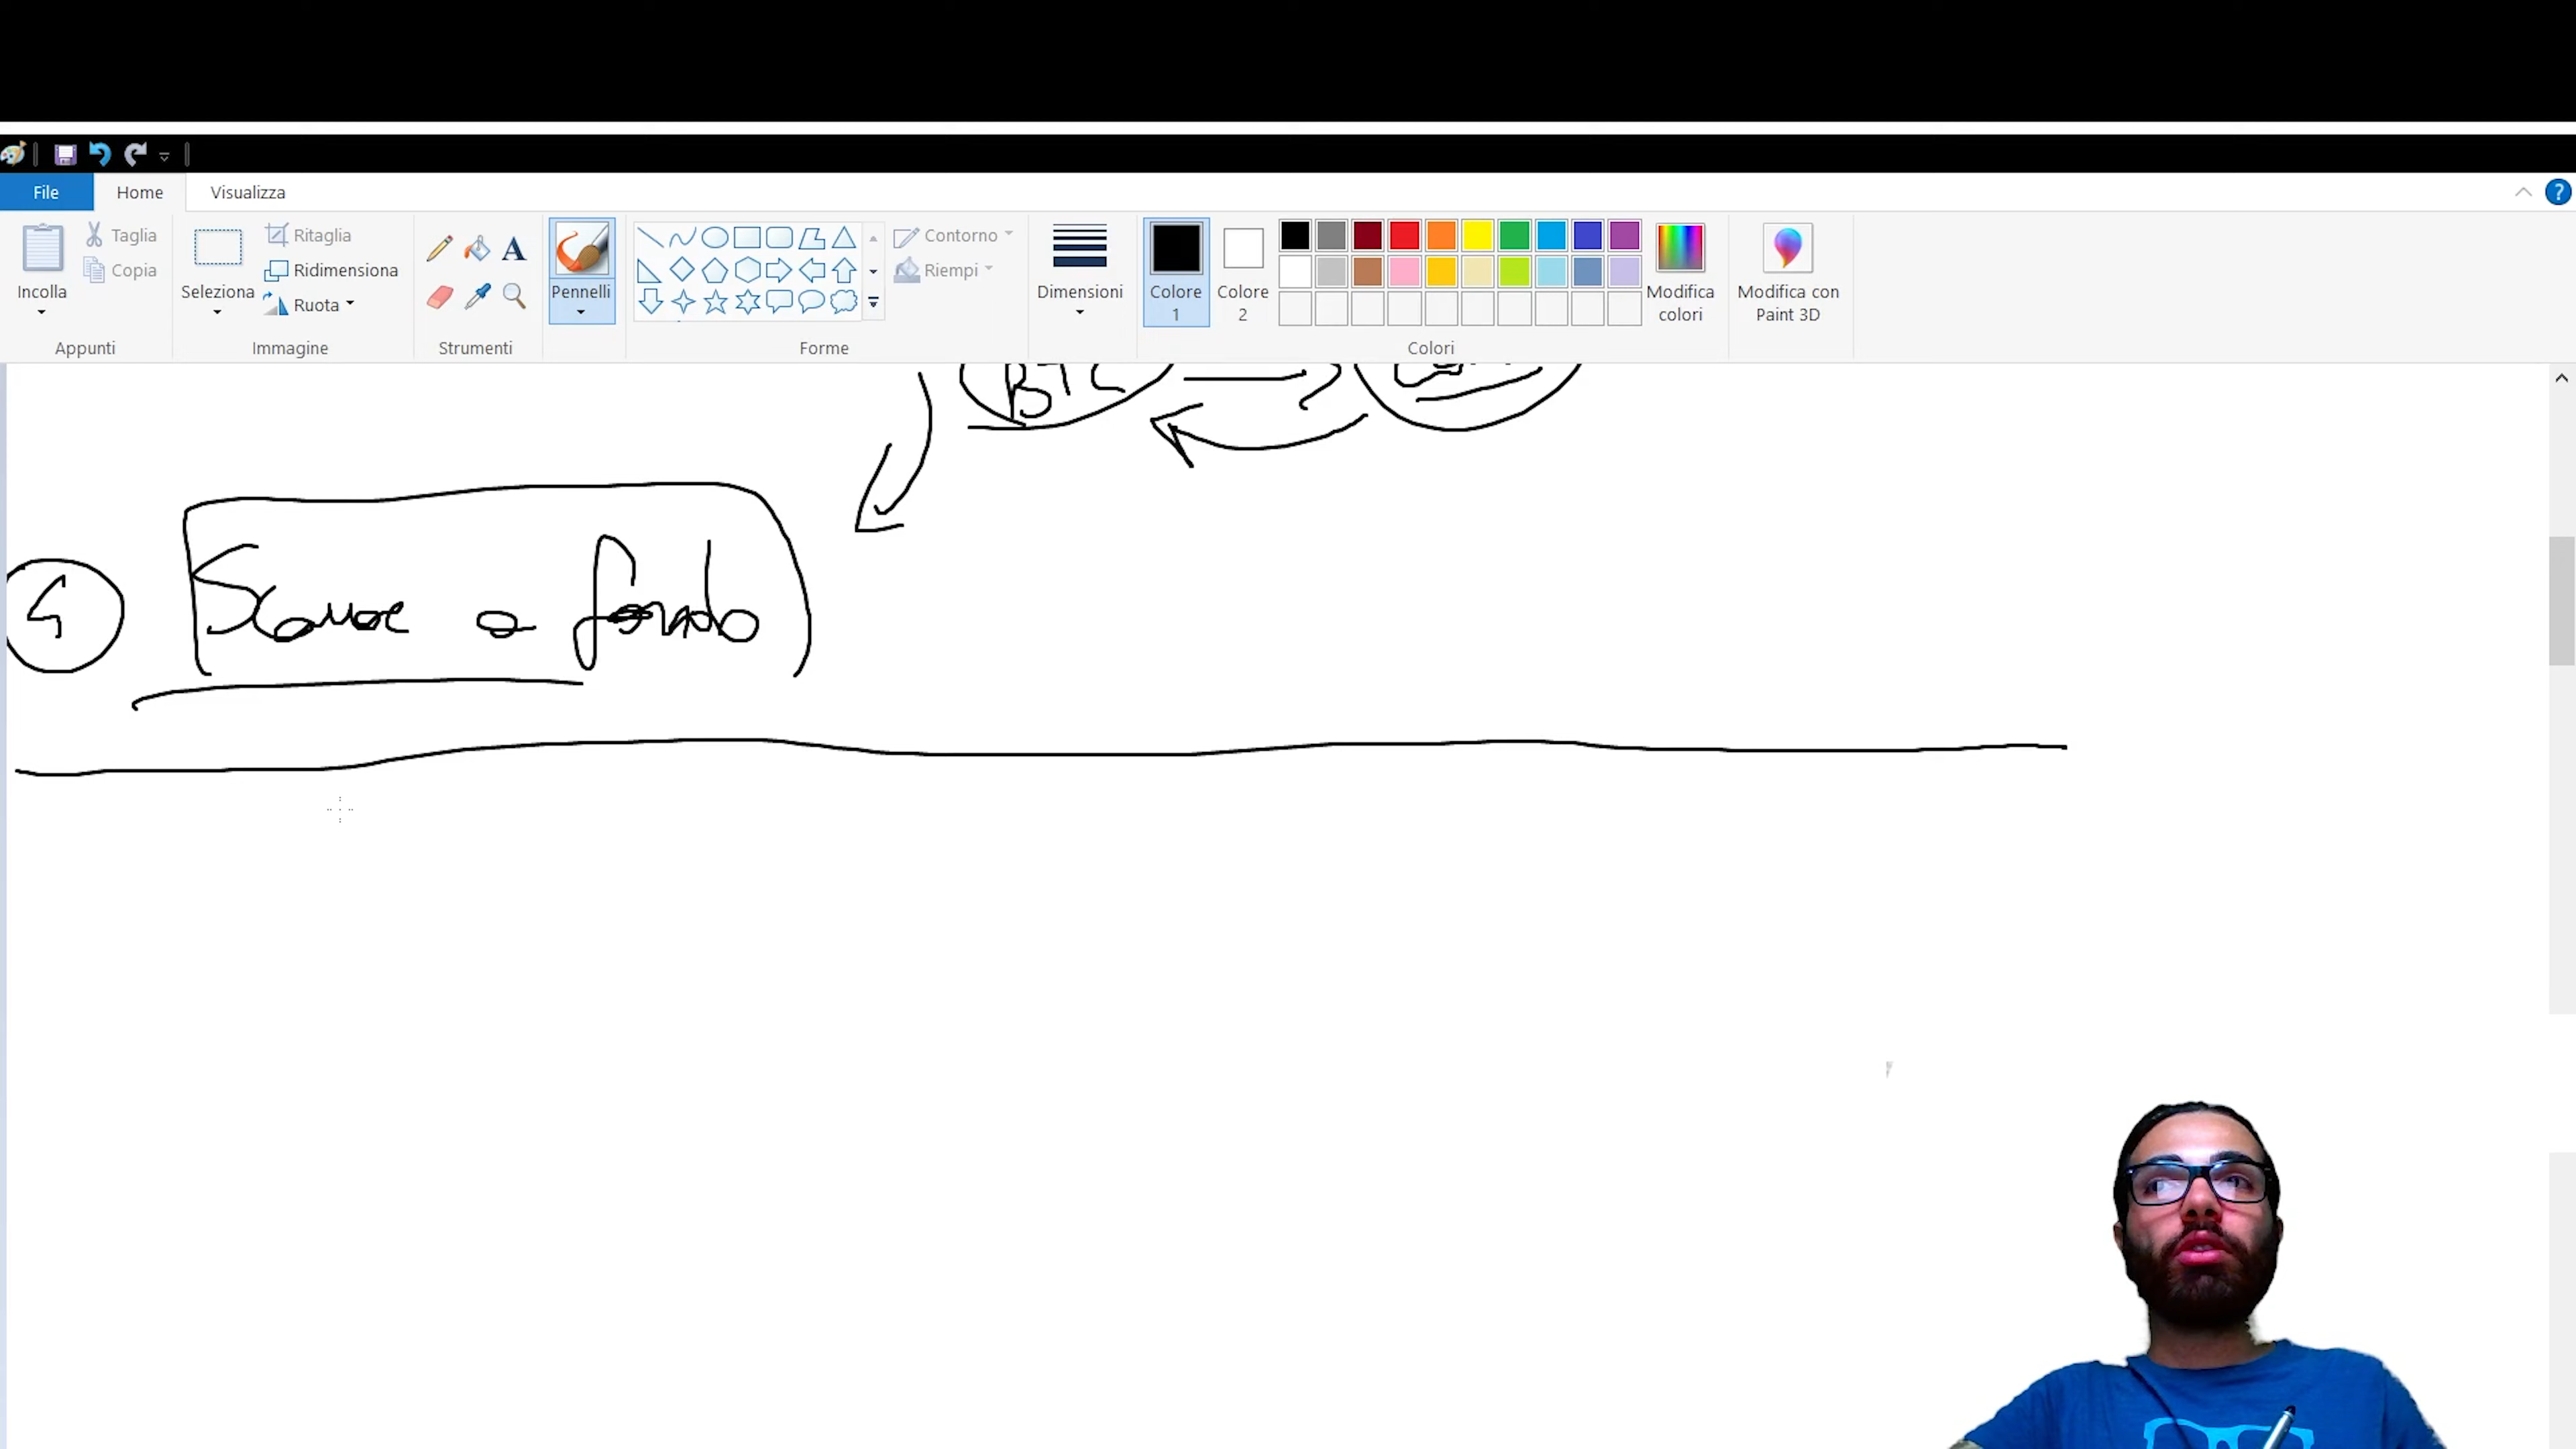 File Home Visualizza
Incolla Taglia Copia Seleziona Ritaglia Ridimensiona Ruota Pennelli Contorno Riempi Dimensioni Colore 1 Colore 2 Modifica colori Modifica con Paint 3D
Appunti Immagine Strumenti Forme Colori
BTC
Scavare a fondo